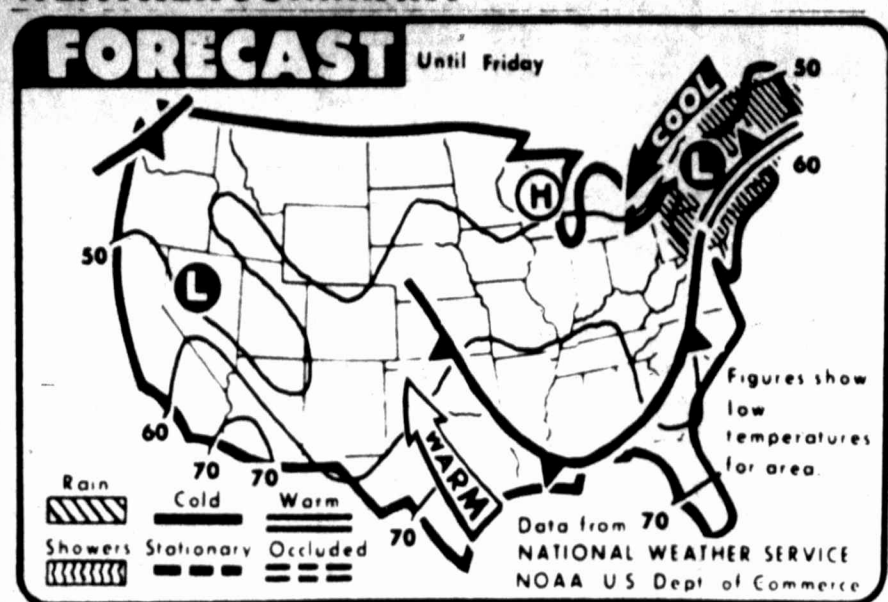 FORECAST Until Friday
COOL
50
L
60
H
50
L
Figures show
low
temperatures
for area.
60
70
70
WARM
70
70
Rain
Cold
Warm
Showers
Stationary
Occluded
Data from
NATIONAL WEATHER SERVICE
NOAA US Dept of Commerce